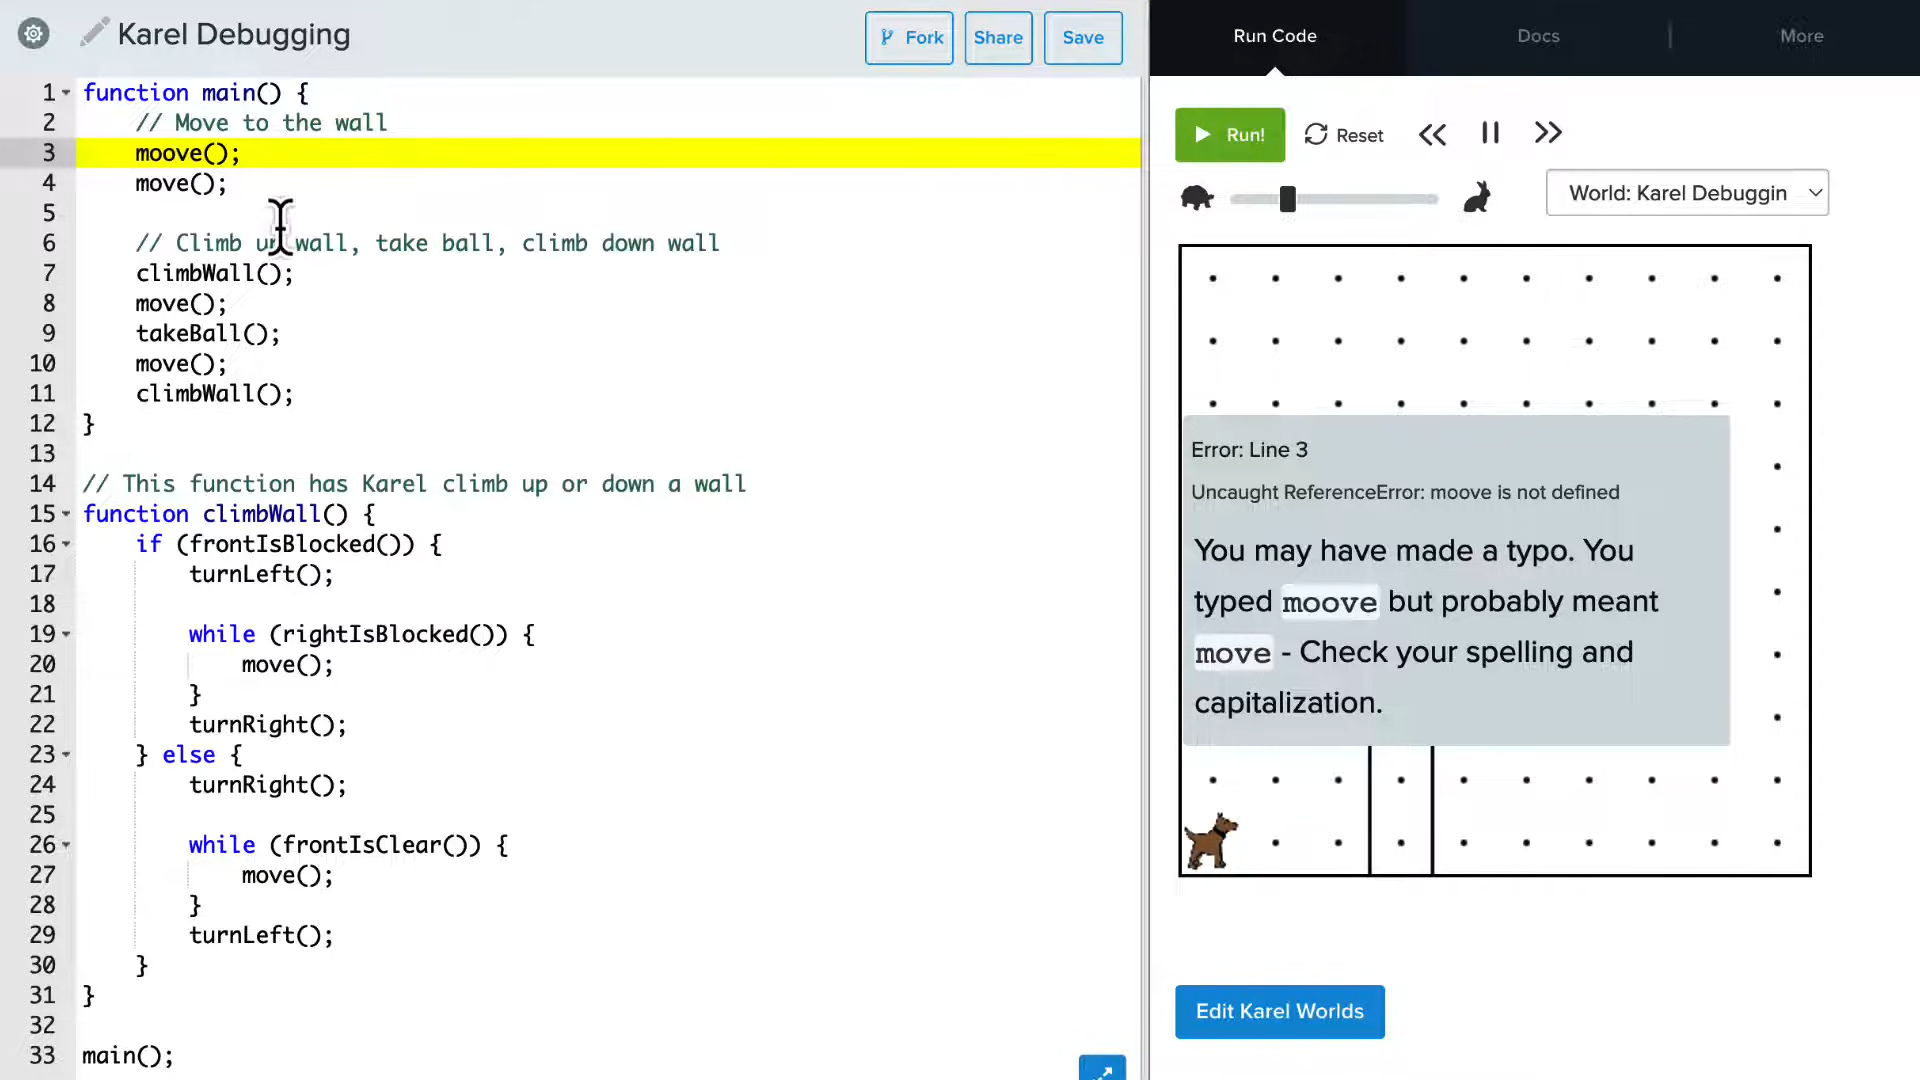 Karel Debugging
Fork
Share
Save
Run Code
Docs
More
1 function main() {
2 // Move to the wall
3 moove();
4 move();
5
6 // Climb up wall, take ball, climb down wall
7 climbWall();
8 move();
9 takeBall();
10 move();
11 climbWall();
12 }
13
14 // This function has Karel climb up or down a wall
15 function climbWall() {
16 if (frontIsBlocked()) {
17 turnLeft();
18
19 while (rightIsBlocked()) {
20 move();
21 }
22 turnRight();
23 } else {
24 turnRight();
25
26 while (frontIsClear()) {
27 move();
28 }
29 turnLeft();
30 }
31 }
32
33 main();
Run!
Reset
World: Karel Debuggin
Error: Line 3
Uncaught ReferenceError: moove is not defined
You may have made a typo. You
typed moove but probably meant
move - Check your spelling and
capitalization.
Edit Karel Worlds